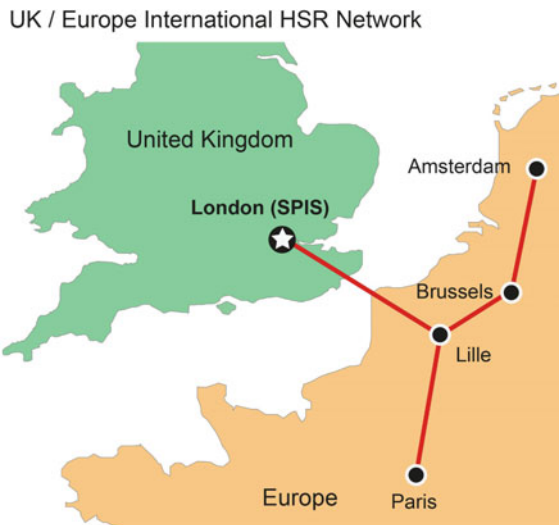 UK / Europe International HSR Network
United Kingdom
Amsterdam
London (SPIS)
Brussels
Lille
Europe
Paris